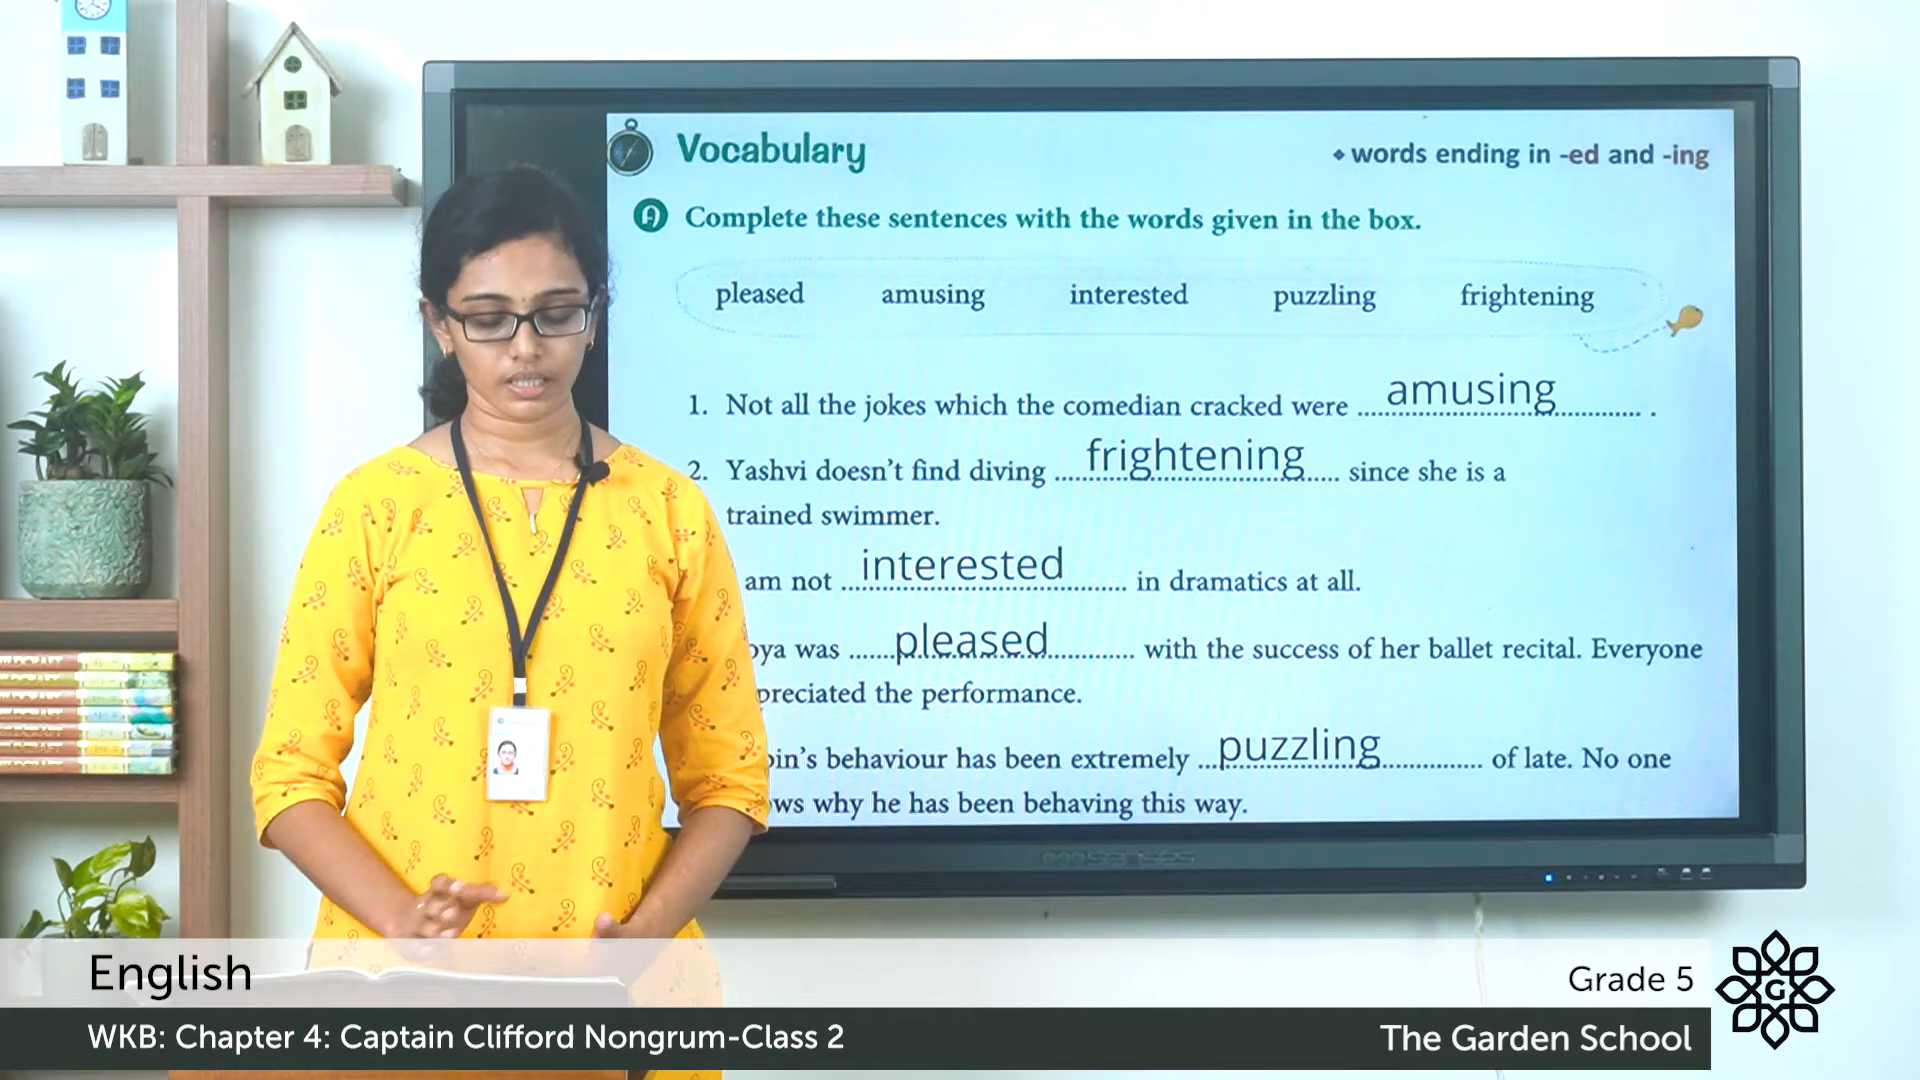 Vocabulary
❖ words ending in -ed and -ing
A Complete these sentences with the words given in the box.
pleased amusing interested puzzling frightening
1. Not all the jokes which the comedian cracked were amusing .
2. Yashvi doesn't find diving frightening since she is a
trained swimmer.
am not interested in dramatics at all.
was pleased with the success of her ballet recital. Everyone
the performance.
behaviour has been extremely puzzling of late. No one
why he has been behaving this way.
English
Grade 5
G
WKB: Chapter 4: Captain Clifford Nongrum-Class 2
The Garden School